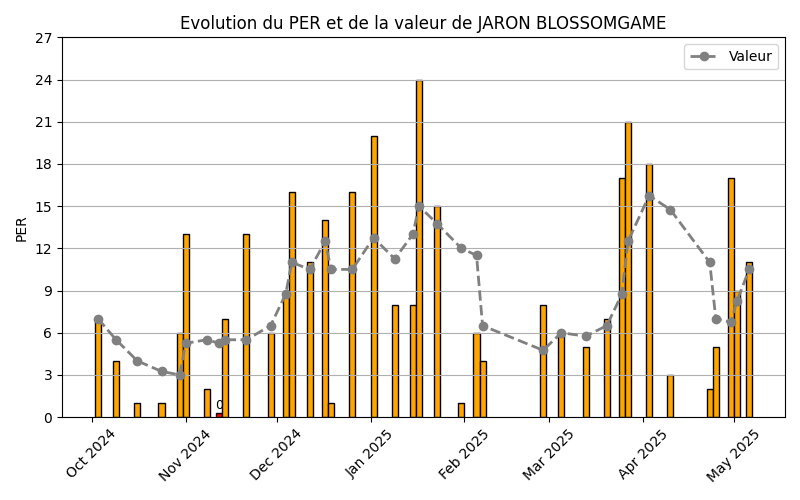 Evolution du PER et de la valeur de JARON BLOSSOMGAME
27
24
21
18
15
12
9
6
3
0
PER
Valeur
0
Oct 2024
Nov 2024
Dec 2024
Jan 2025
Feb 2025
Mar 2025
Apr 2025
May 2025